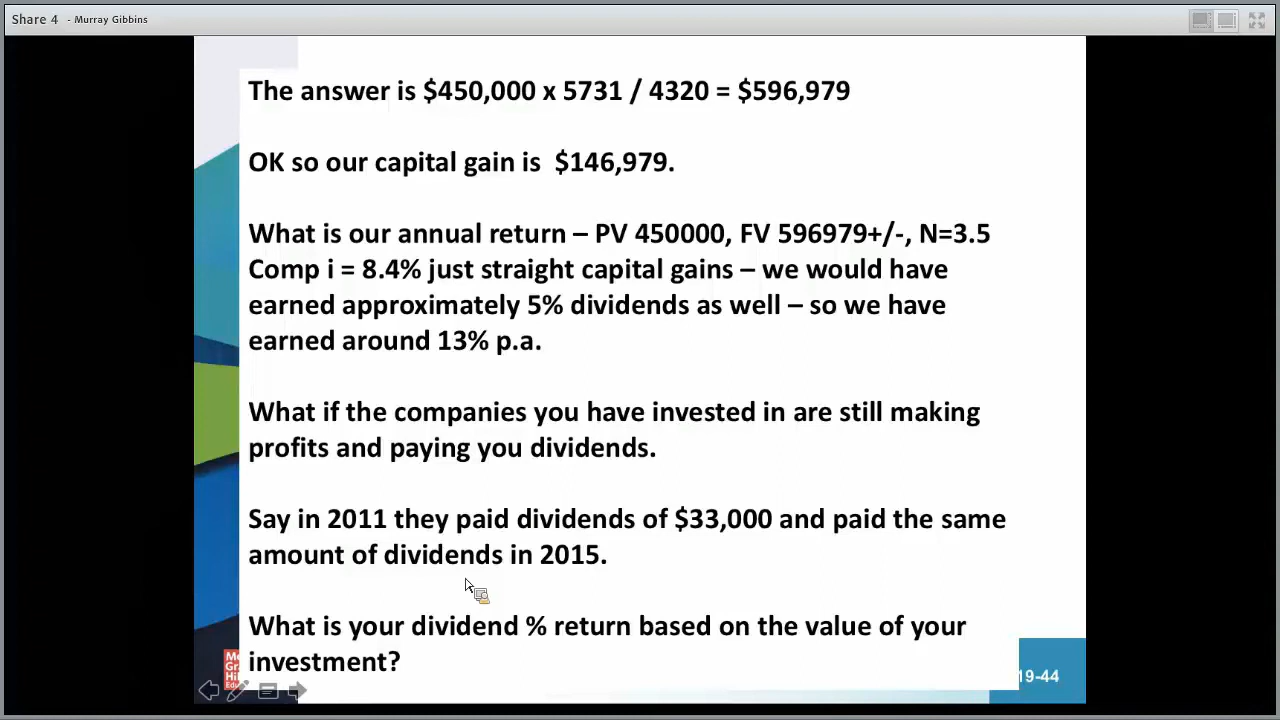 Share 4 - Murray Gibbins
The answer is $450,000 x 5731 / 4320 = $596,979
OK so our capital gain is $146,979.
What is our annual return – PV 450000, FV 596979+/-, N=3.5
Comp i = 8.4% just straight capital gains – we would have
earned approximately 5% dividends as well – so we have
earned around 13% p.a.
What if the companies you have invested in are still making
profits and paying you dividends.
Say in 2011 they paid dividends of $33,000 and paid the same
amount of dividends in 2015.
What is your dividend % return based on the value of your
investment?
19-44